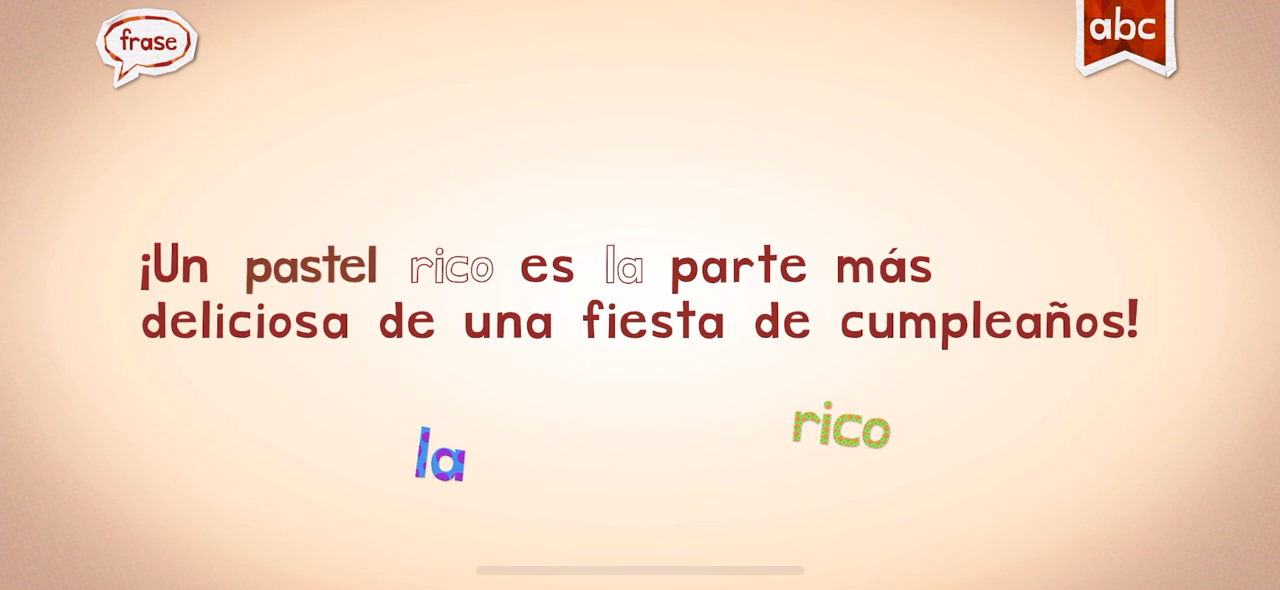 frase
abc
¡Un pastel rico es la parte más
deliciosa de una fiesta de cumpleaños!
rico
la